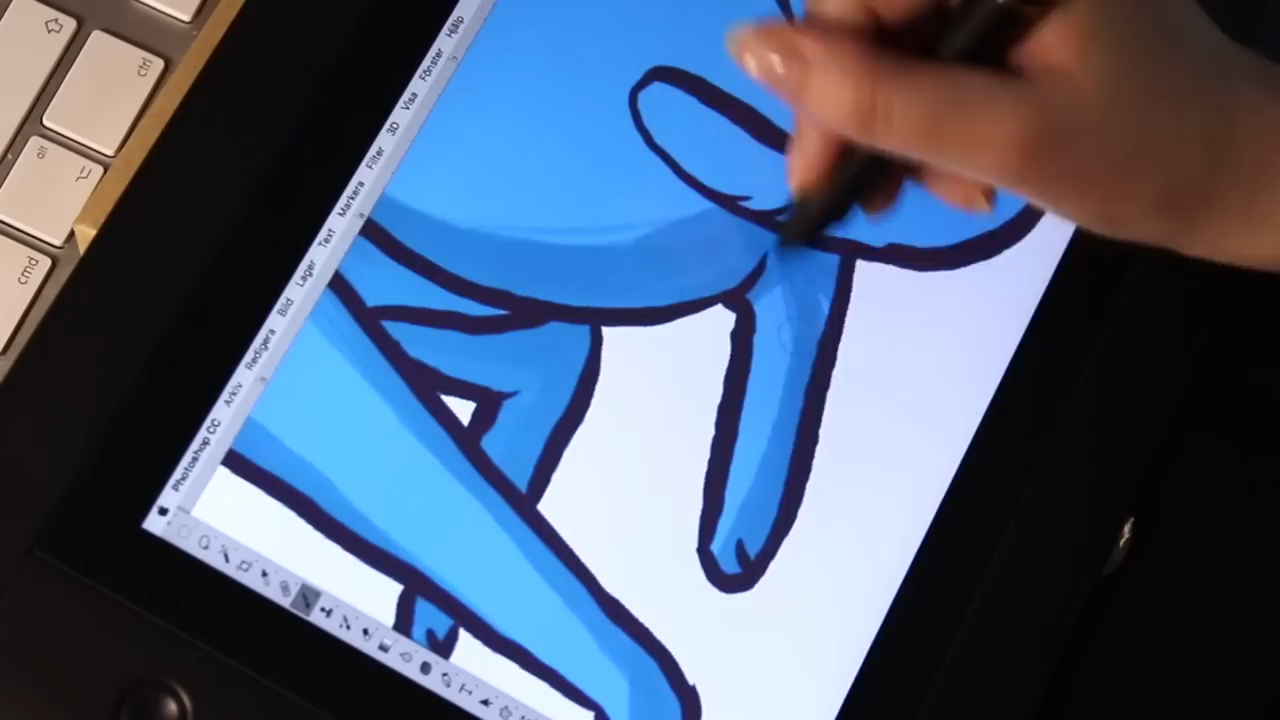 ctrl
alt
cmd
Photoshop CC Arkiv Redigera Bild Lager Text Markera Filter 3D Visa Fönster Hjälp